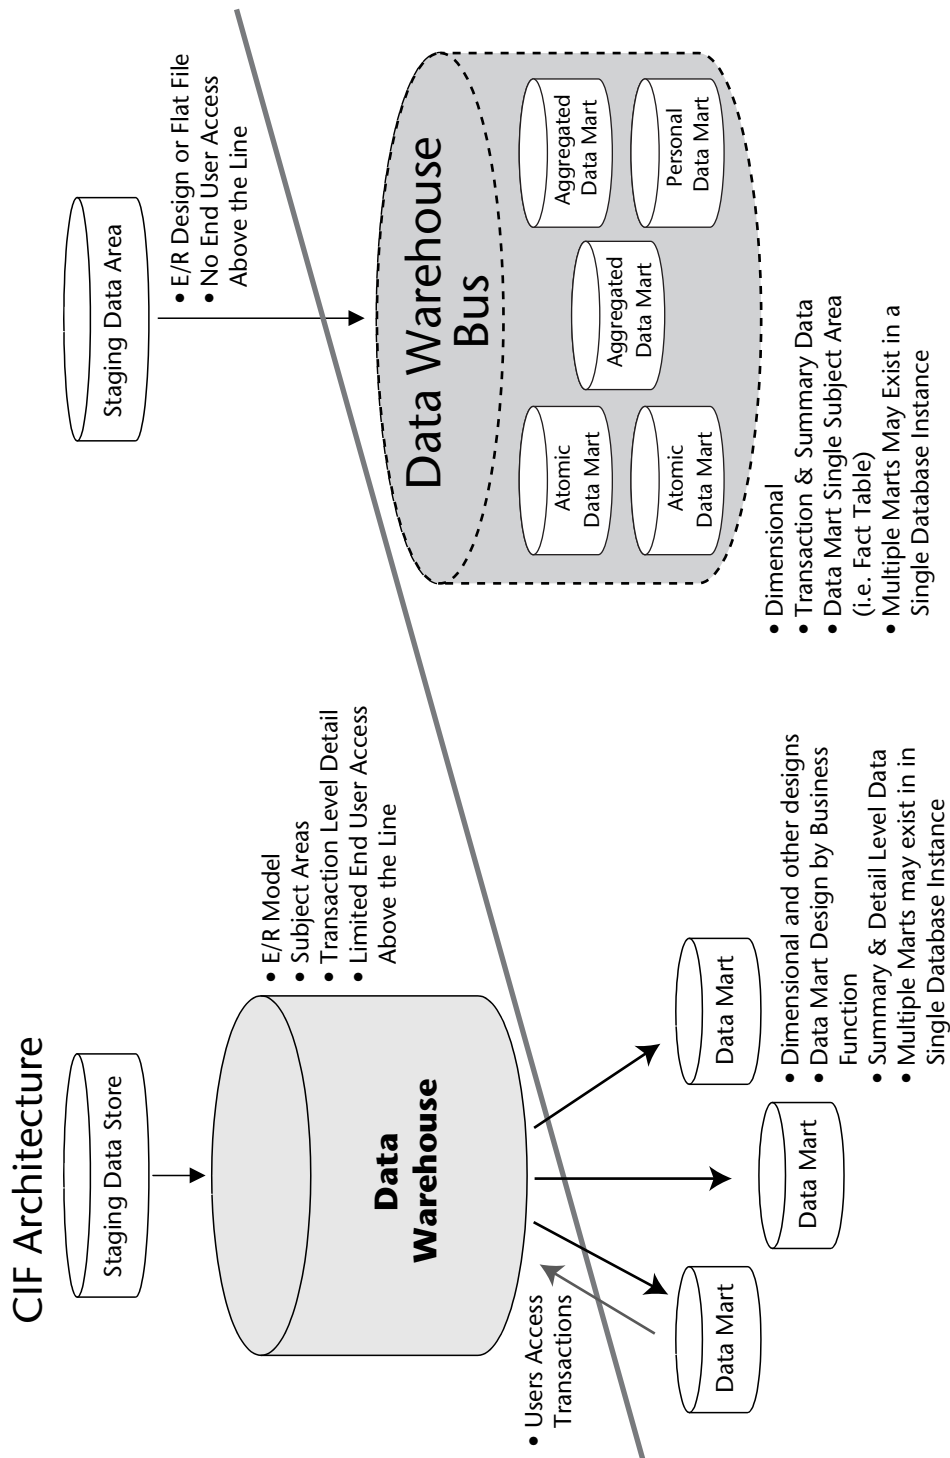 CIF Architecture
Staging Data Store
Data
Warehouse
• E/R Model
• Subject Areas
• Transaction Level Detail
• Limited End User Access
Above the Line
• Users Access
Transactions
Data Mart
Data Mart
Data Mart
• Dimensional and other designs
• Data Mart Design by Business
Function
• Summary & Detail Level Data
• Multiple Marts may exist in in
Single Database Instance
Staging Data Area
• E/R Design or Flat File
• No End User Access
Above the Line
Data Warehouse
Bus
Atomic
Data Mart
Atomic
Data Mart
Aggregated
Data Mart
Aggregated
Data Mart
Personal
Data Mart
• Dimensional
• Transaction & Summary Data
• Data Mart Single Subject Area
(i.e. Fact Table)
• Multiple Marts May Exist in a
Single Database Instance